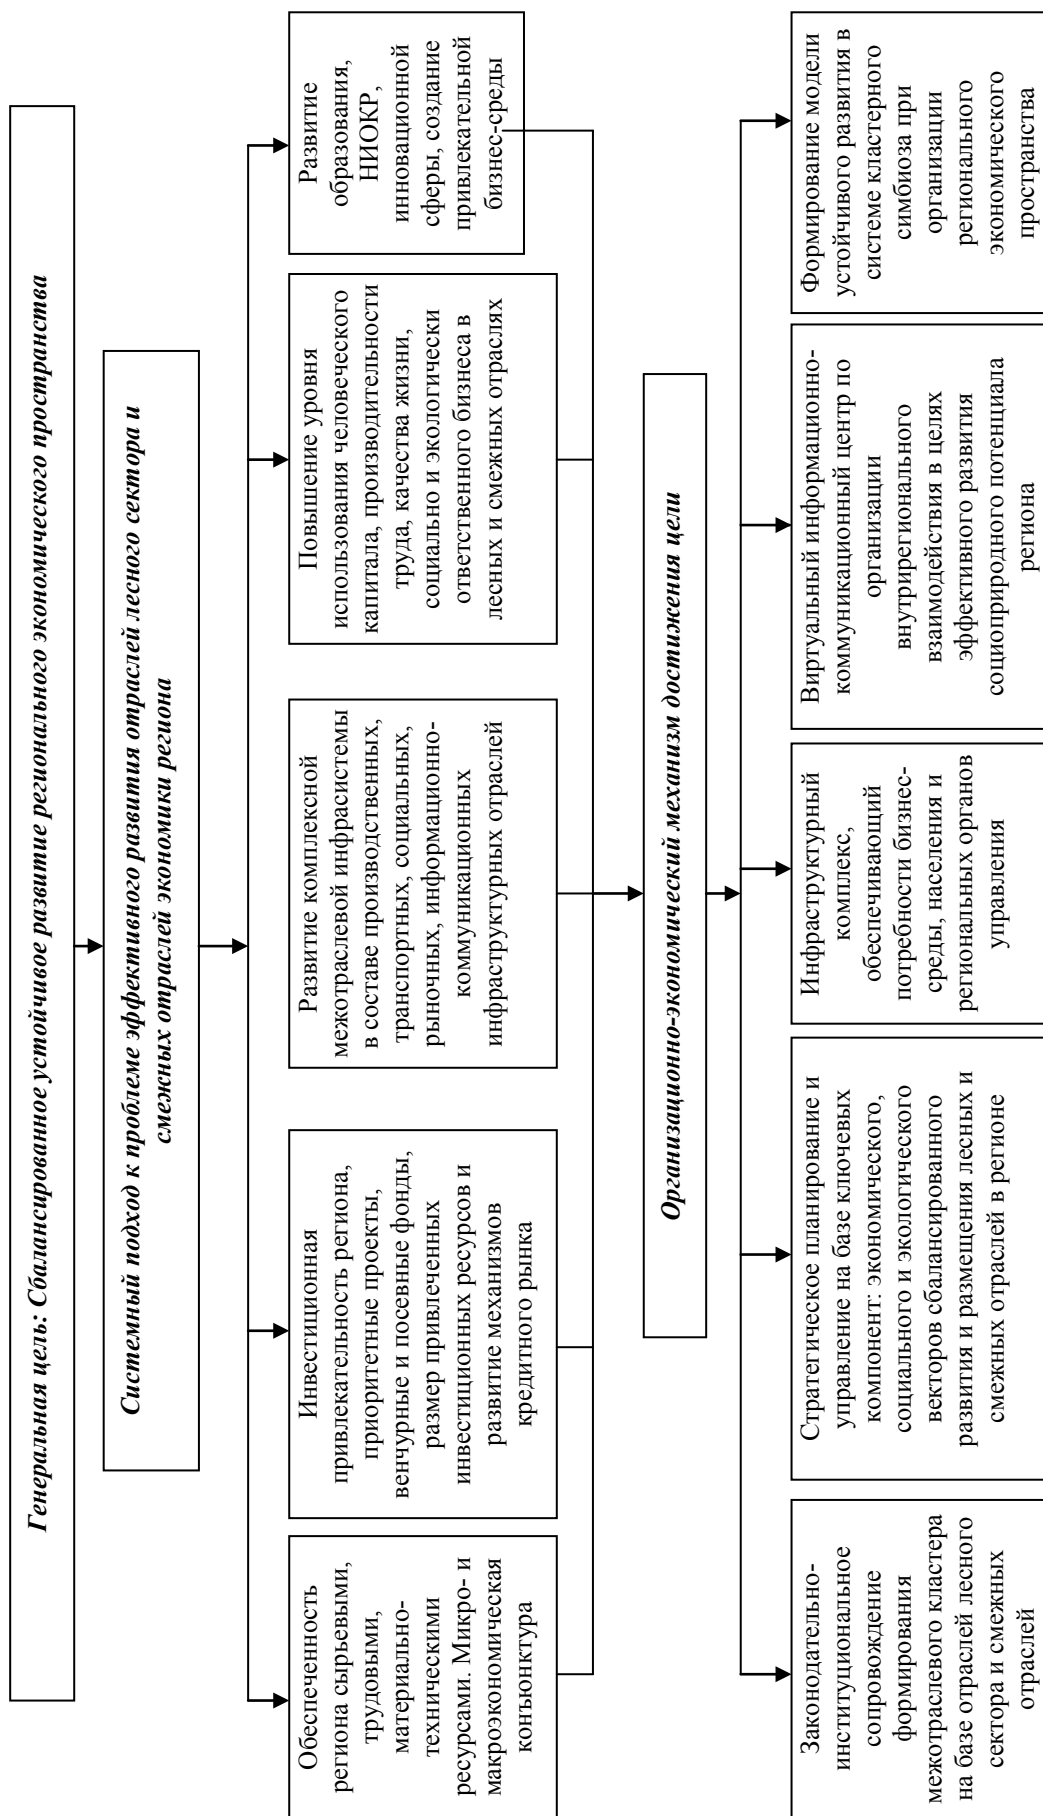 Генеральная цель: Сбалансированное устойчивое развитие регионального экономического пространства
Системный подход к проблеме эффективного развития отраслей лесного сектора и
смежных отраслей экономики региона
Обеспеченность
региона сырьевыми,
трудовыми,
материально-
техническими
ресурсами. Микро- и
макроэкономическая
конъюнктура
Инвестиционная
привлекательность региона,
приоритетные проекты,
венчурные и посевные фонды,
размер привлеченных
инвестиционных ресурсов и
развитие механизмов
кредитного рынка
Развитие комплексной
межотраслевой инфрасистемы
в составе производственных,
транспортных, социальных,
рыночных, информационно-
коммуникационных
инфраструктурных отраслей
Повышение уровня
использования человеческого
капитала, производительности
труда, качества жизни,
социально и экологически
ответственного бизнеса в
лесных и смежных отраслях
Развитие
образования,
НИОКР,
инновационной
сферы, создание
привлекательной
бизнес-среды
Организационно-экономический механизм достижения цели
Законодательно-
институциональное
сопровождение
формирования
межотраслевого кластера
на базе отраслей лесного
сектора и смежных
отраслей
Стратегическое планирование и
управление на базе ключевых
компонент: экономического,
социального и экологического
векторов сбалансированного
развития и размещения лесных и
смежных отраслей в регионе
Инфраструктурный
комплекс,
обеспечивающий
потребности бизнес-
среды, населения и
региональных органов
управления
Виртуальный информационно-
коммуникационный центр по
организации
внутрирегионального
взаимодействия в целях
эффективного развития
социоприродного потенциала
региона
Формирование модели
устойчивого развития в
системе кластерного
симбиоза при
организации
регионального
экономического
пространства